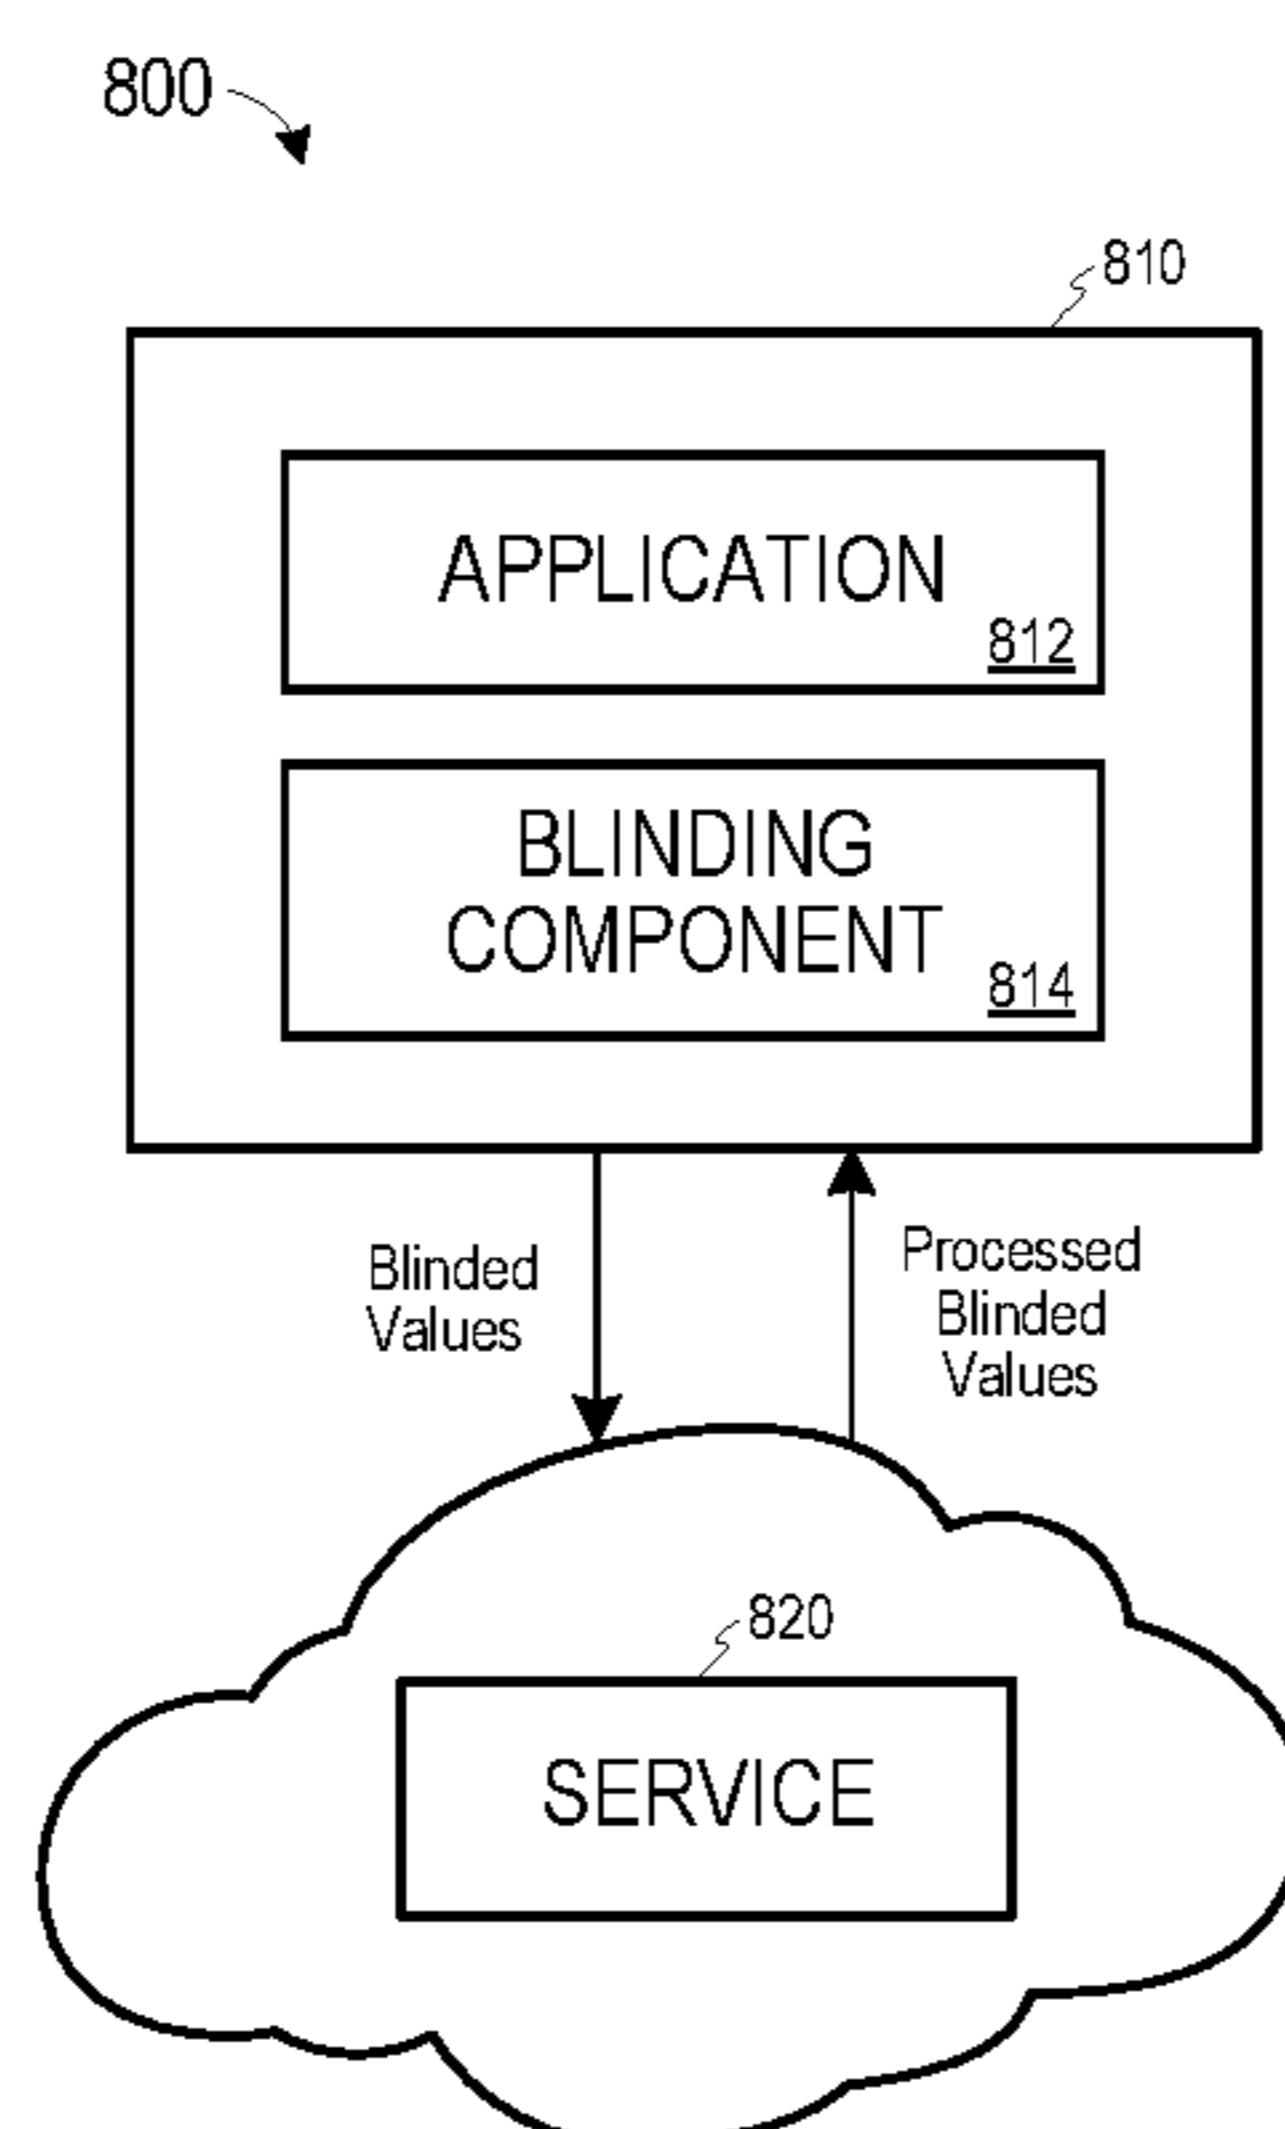 800
810
APPLICATION
812
BLINDING
COMPONENT
814
Blinded
Values
Processed
Blinded
Values
820
SERVICE